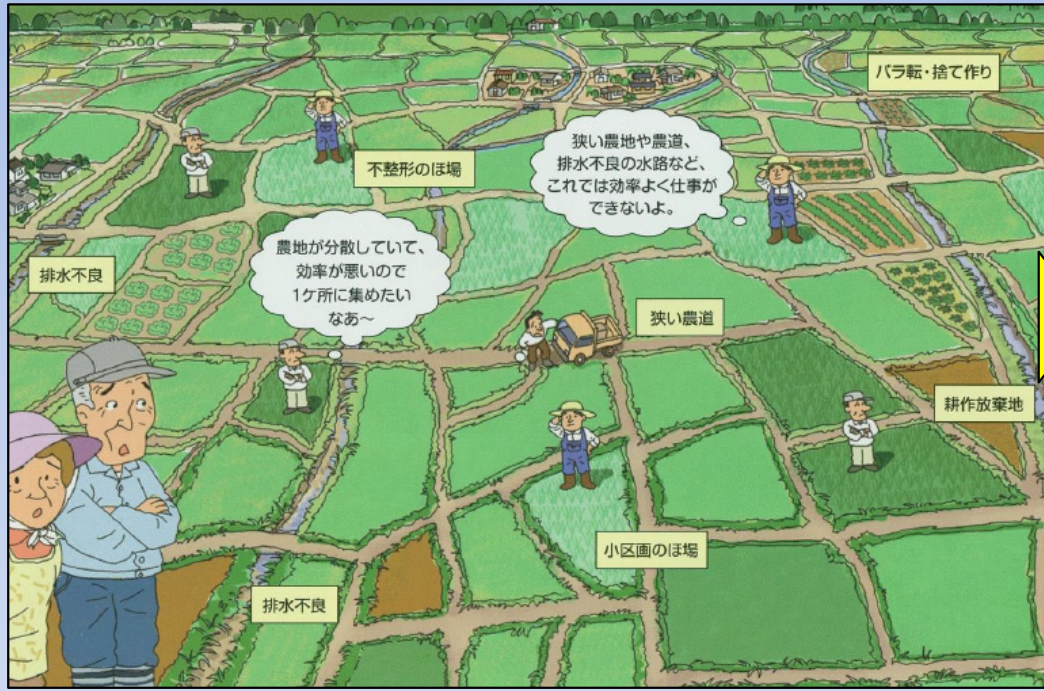 バラ転・捨て作り
狭い農地や農道、
排水不良の水路など、
これでは効率よく仕事が
できないよ。
不整形のほ場
農地が分散していて、
効率が悪いので
1ケ所に集めたい
なあ〜
排水不良
狭い農道
耕作放棄地
小区画のほ場
排水不良